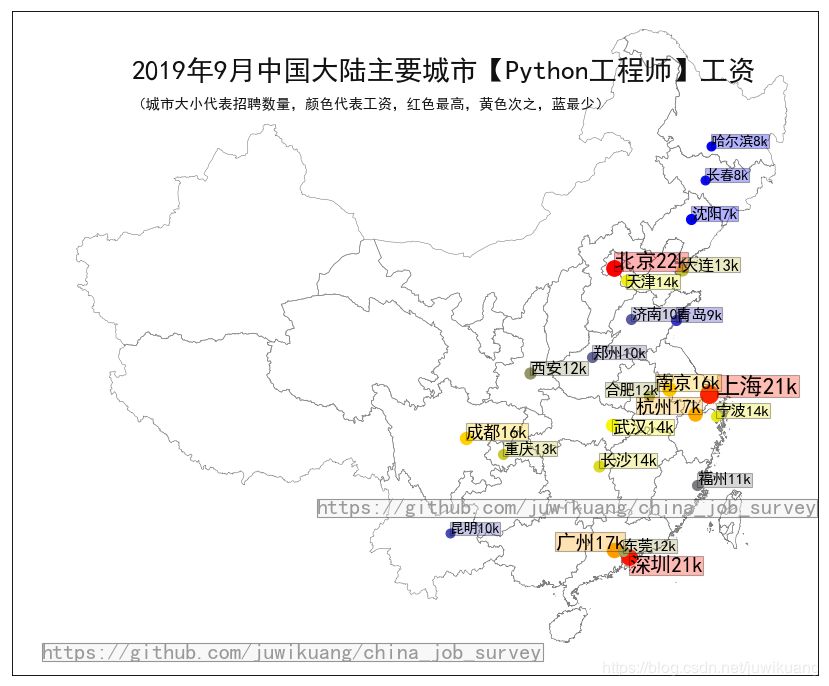 2019年9月中国大陆主要城市【Python工程师】工资
(城市大小代表招聘数量，颜色代表工资，红色最高，黄色次之，蓝最少)
哈尔滨8k
长春8k
沈阳7k
北京22k
大连13k
天津14k
济南10
青岛9k
郑州10k
西安12k
合肥12k
南京16k
上海21k
杭州17k
宁波14k
成都16k
武汉14k
重庆13k
长沙14k
福州11k
https://github.com/juwikuang/china_job_survey
昆明10k
广州17k
东莞12k
深圳21k
https://github.com/juwikuang/china_job_survey
https://blog.csdn.net/juwikuang